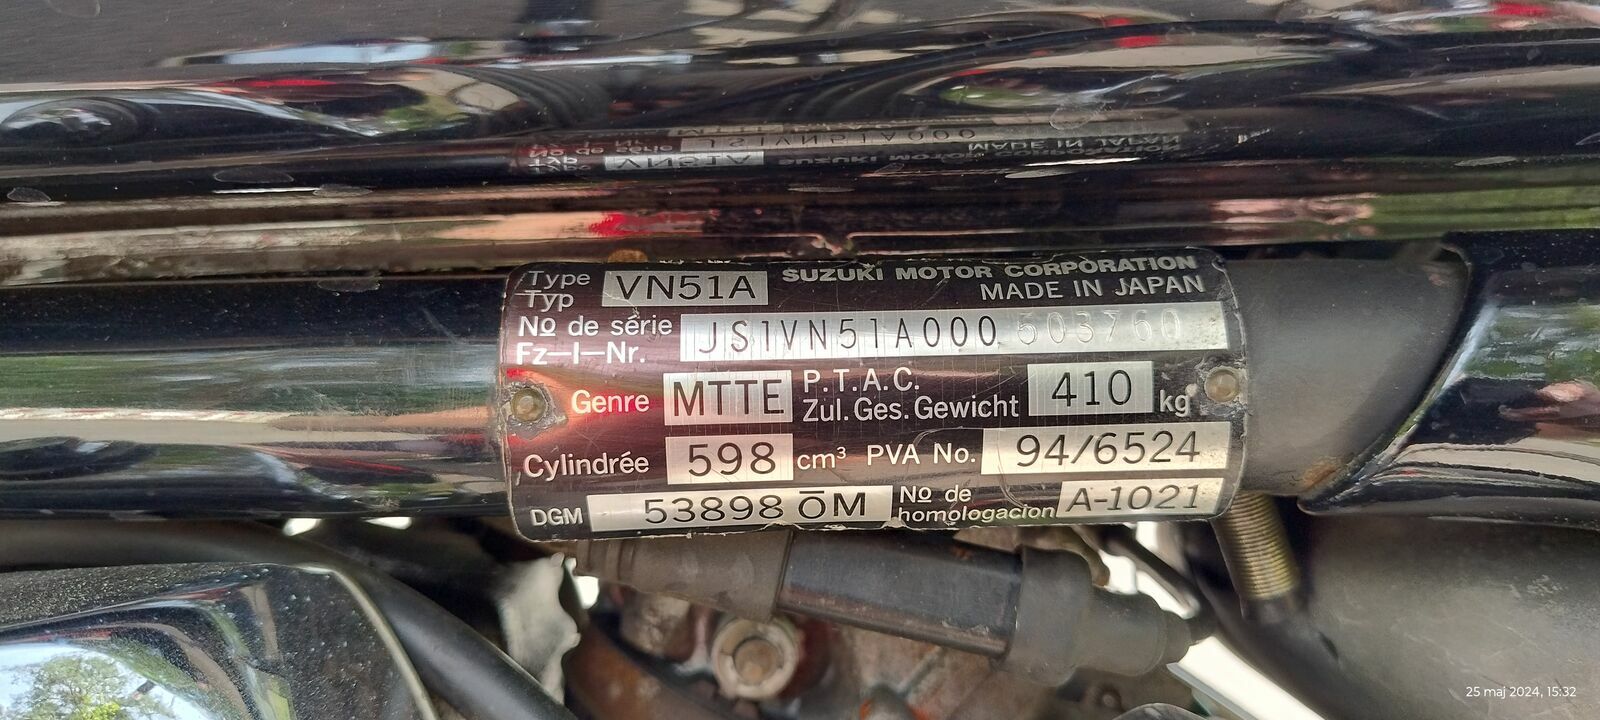 Type VN51A SUZUKI MOTOR CORPORATION
Typ MADE IN JAPAN
No de série JS1VN51A000503760
Fz-I-Nr.
Genre MTTE P.T.A.C. 410 kg
Zul.Ges.Gewicht
Cylindrée 598 cm³ PVA No. 94/6524
DGM 53898 ŌM No de homologacion A-1021
25 maj 2024, 15:32